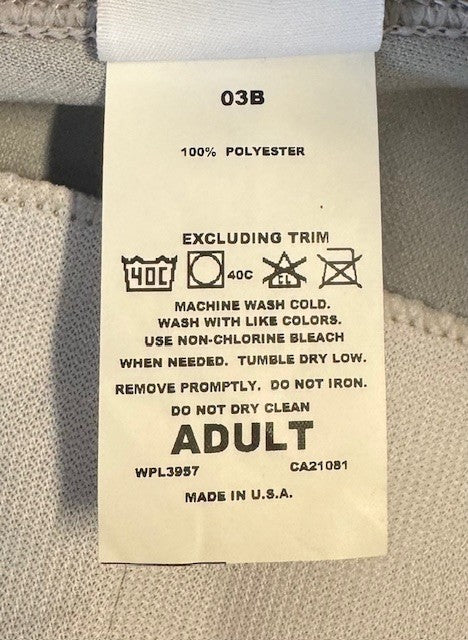 03B
100% POLYESTER
EXCLUDING TRIM
40C 40C CL
MACHINE WASH COLD.
WASH WITH LIKE COLORS.
USE NON-CHLORINE BLEACH
WHEN NEEDED. TUMBLE DRY LOW.
REMOVE PROMPTLY. DO NOT IRON.
DO NOT DRY CLEAN
ADULT
WPL3957 CA21081
MADE IN U.S.A.